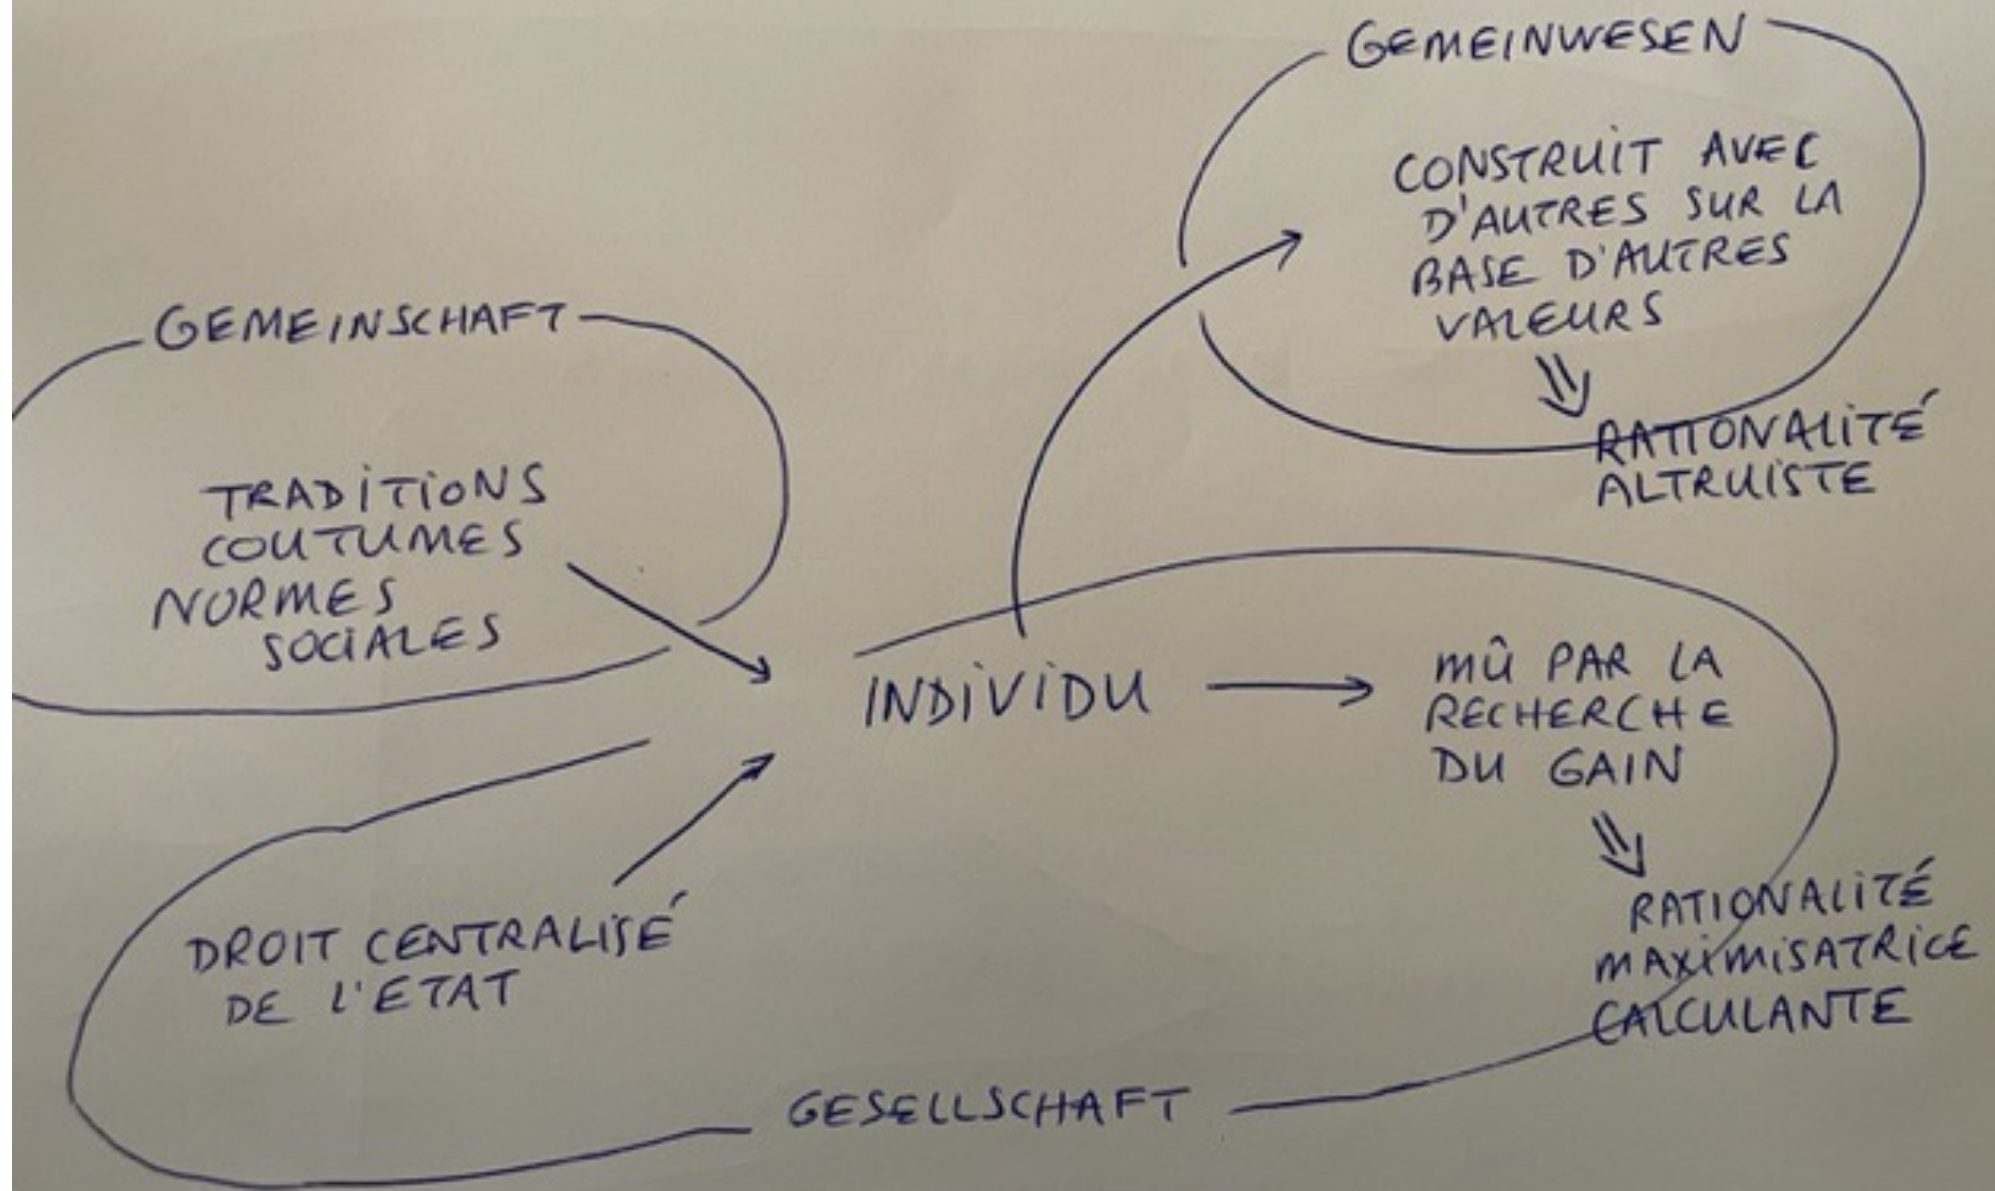 GEMEINWESEN
CONSTRUIT AVEC
D'AUTRES SUR LA
BASE D'AUTRES
VALEURS
RATIONALITÉ
ALTRUISTE
GEMEINSCHAFT
TRADITIONS
COUTUMES
NORMES
SOCIALES
INDIVIDU
MÛ PAR LA
RECHERCHE
DU GAIN
RATIONALITÉ
MAXIMISATRICE
CALCULANTE
DROIT CENTRALISÉ
DE L'ETAT
GESELLSCHAFT